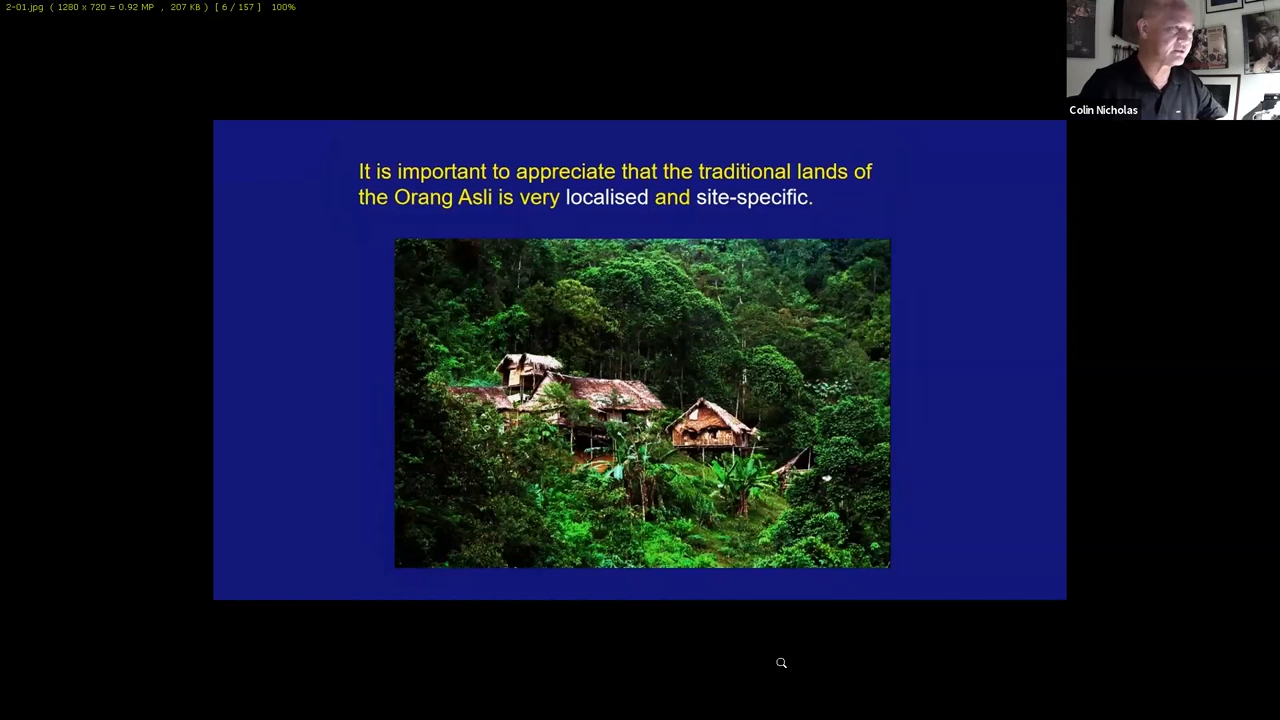 2-01.jpg ( 1280 x 720 = 0.92 MP , 207 KB ) [ 6 / 157 ] 100%
Colin Nicholas
It is important to appreciate that the traditional lands of
the Orang Asli is very localised and site-specific.